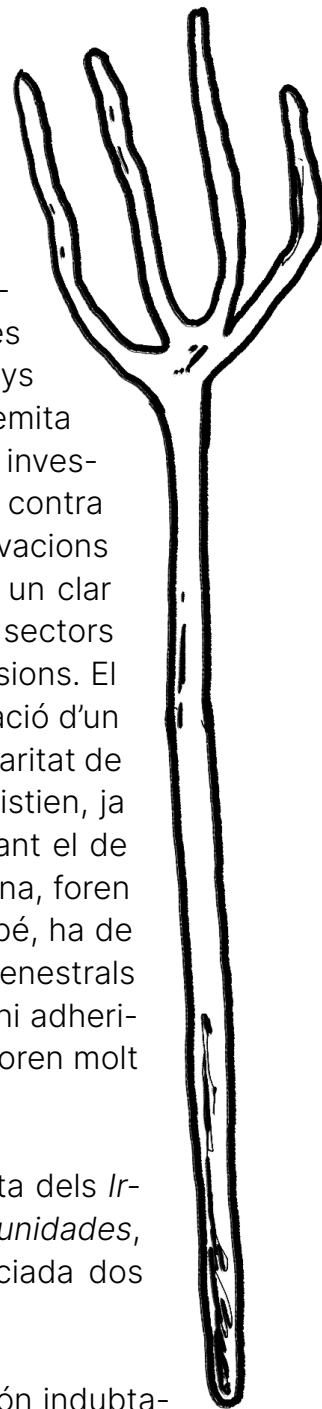 -
es
ys
emita
inves-
contra
vacions
un clar
sectors
sions. El
ació d'un
aritat de
istien, ja
ant el de
na, foren
bé, ha de
enestrals
hi adheri-
oren molt
ta dels Ir-
unidades,
ciada dos
ón indubta-